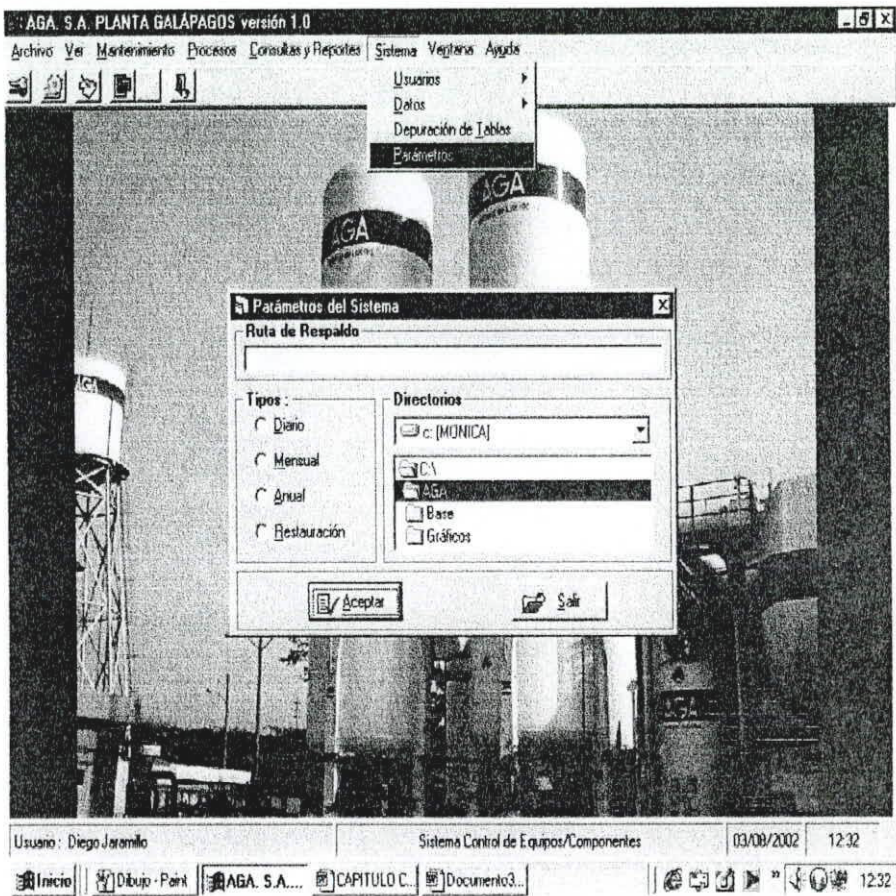 AGA. S.A. PLANTA GALÁPAGOS versión 1.0
Archivo Ver Mantenimiento Procesos Consultas y Reportes Sistema Ventana Ayuda
Usuarios
Datos
Depuración de Tablas
Parámetros
AGA
AGA
AGA
Parámetros del Sistema
Ruta de Respaldo
Tipos :
Directorios
Diario
Mensual
Anual
Restauración
c: [MONICA]
C:\
AGA
Base
Gráficos
Aceptar
Salir
AGA
Usuario : Diego Jaramillo
Sistema Control de Equipos/Componentes
03/08/2002
12:32
Inicio
Dibujo - Paint
AGA. S.A....
CAPITULO C...
Documento3...
12:32